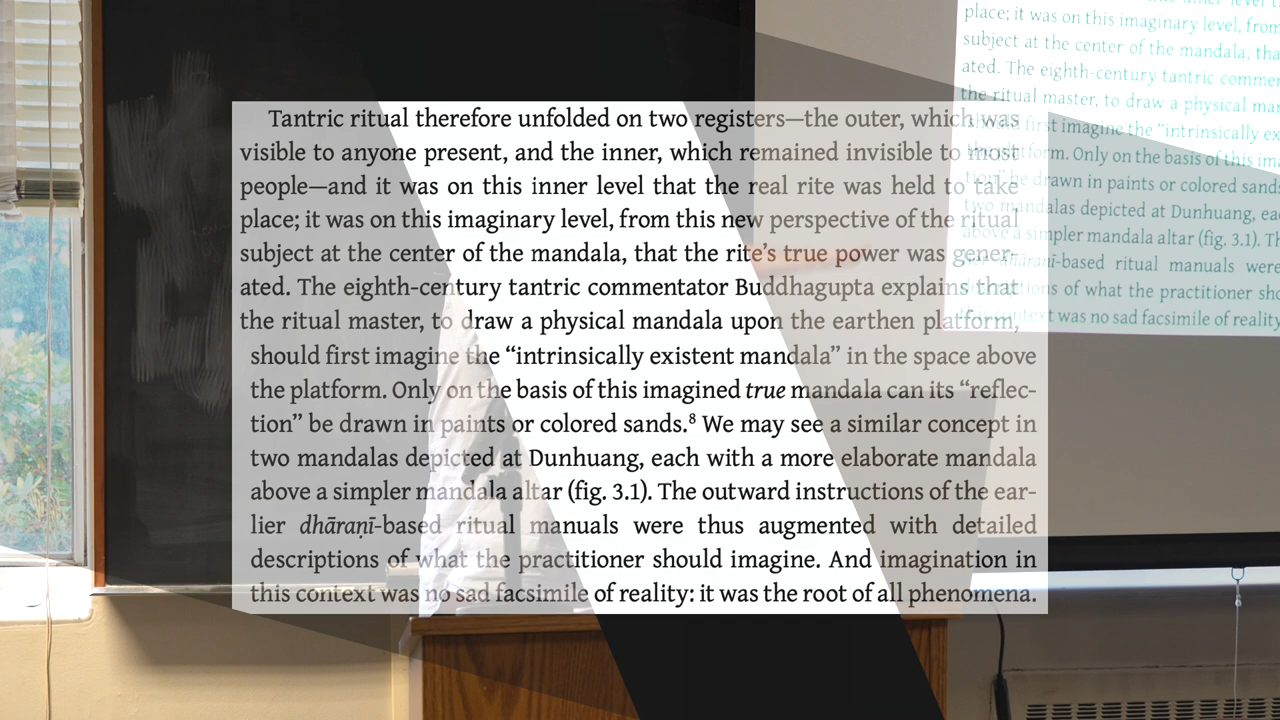 Tantric ritual therefore unfolded on two registers—the outer, which was
visible to anyone present, and the inner, which remained invisible to most
people—and it was on this inner level that the real rite was held to take
place; it was on this imaginary level, from this new perspective of the ritual
subject at the center of the mandala, that the rite’s true power was gener-
ated. The eighth-century tantric commentator Buddhagupta explains that
the ritual master, to draw a physical mandala upon the earthen platform,
should first imagine the “intrinsically existent mandala” in the space above
the platform. Only on the basis of this imagined true mandala can its “reflec-
tion” be drawn in paints or colored sands.⁸ We may see a similar concept in
two mandalas depicted at Dunhuang, each with a more elaborate mandala
above a simpler mandala altar (fig. 3.1). The outward instructions of the ear-
lier dhāraṇī-based ritual manuals were thus augmented with detailed
descriptions of what the practitioner should imagine. And imagination in
this context was no sad facsimile of reality: it was the root of all phenomena.
place; it was on this imaginary level, from
subject at the center of the mandala,
ated. The eighth-century tantric
the ritual master, to draw a physical
first imagine the “intrinsically
Only on the basis of this
be drawn in paints or colored sands
two mandalas depicted at Dunhuang,
above a simpler mandala altar (fig. 3.1).
dhāraṇī-based ritual manuals were
of what the practitioner
was no sad facsimile of reality